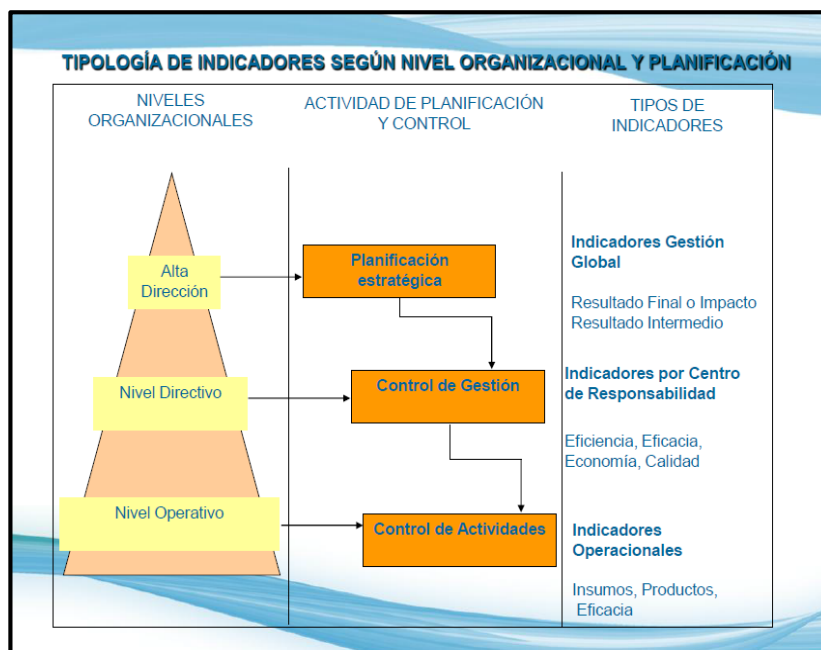 TIPOLOGÍA DE INDICADORES SEGÚN NIVEL ORGANIZACIONAL Y PLANIFICACIÓN
NIVELES
ORGANIZACIONALES
ACTIVIDAD DE PLANIFICACIÓN
Y CONTROL
TIPOS DE
INDICADORES
Alta
Dirección
Planificación
estratégica
Indicadores Gestión
Global
Resultado Final o Impacto
Resultado Intermedio
Nivel Directivo
Control de Gestión
Indicadores por Centro
de Responsabilidad
Eficiencia, Eficacia,
Economía, Calidad
Nivel Operativo
Control de Actividades
Indicadores
Operacionales
Insumos, Productos,
Eficacia